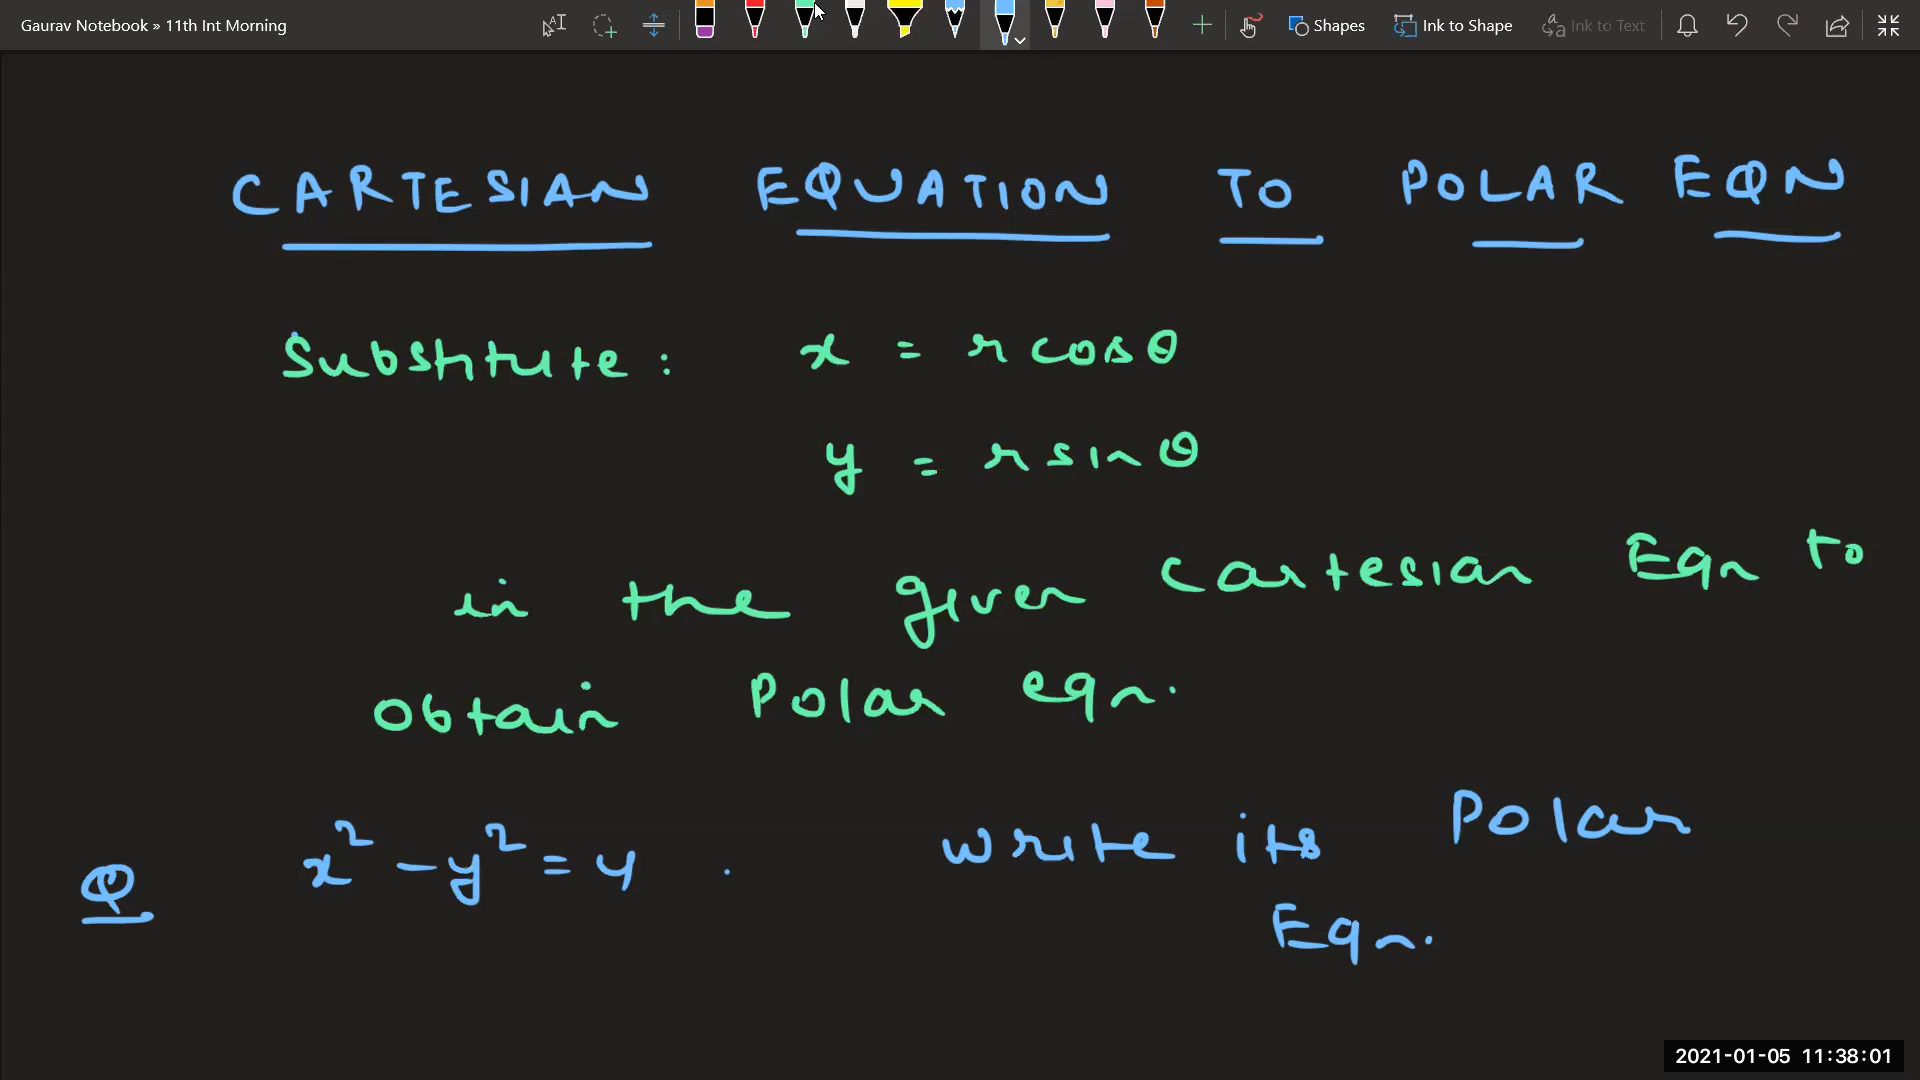 Gaurav Notebook » 11th Int Morning
Shapes
Ink to Shape
Ink to Text
CARTESIAN EQUATION TO POLAR EQN
Substitute: x = r cosθ
y = r sinθ
in the given cartesian Eqn to
obtain Polar eqn.
Q x² - y² = 4 . write its Polar
Eqn.
2021-01-05 11:38:01